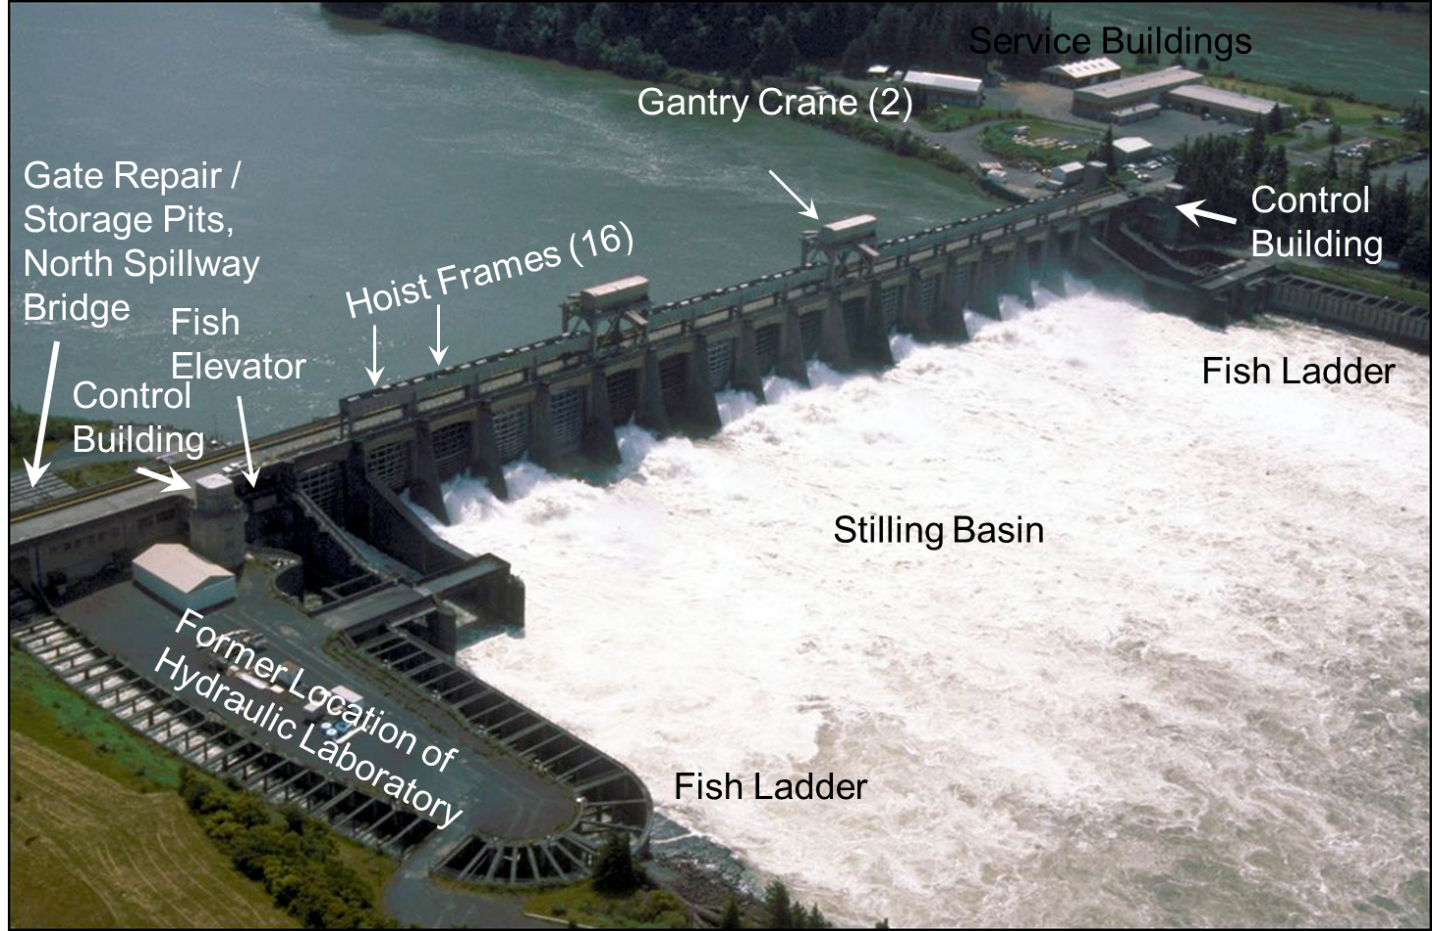 Service Buildings
Gantry Crane (2)
Gate Repair /
Storage Pits,
North Spillway
Bridge
Control
Building
Hoist Frames (16)
Fish
Elevator
Control
Building
Fish Ladder
Stilling Basin
Former Location of
Hydraulic Laboratory
Fish Ladder